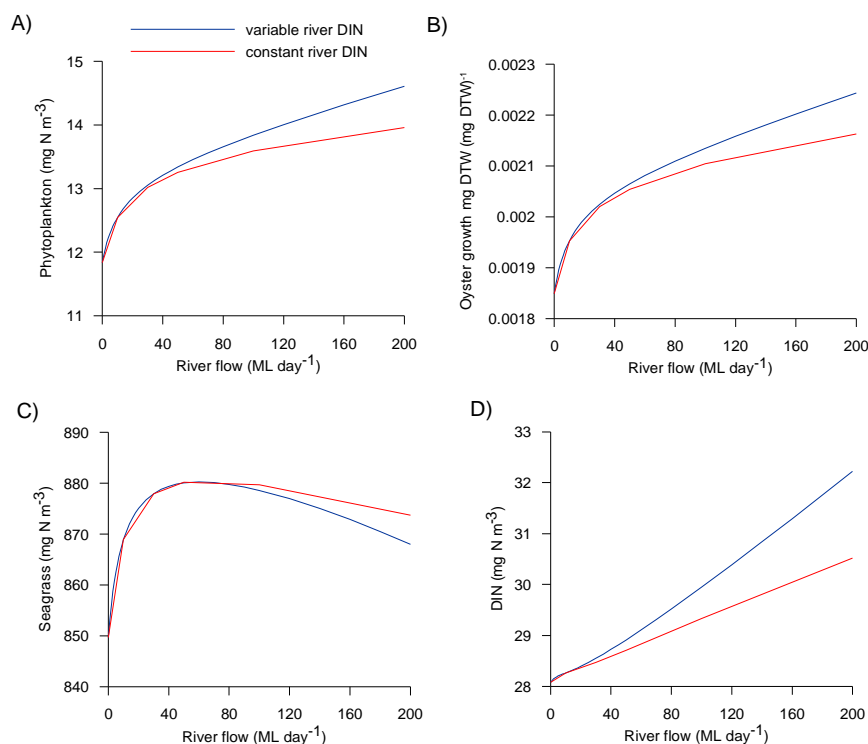 A)
variable river DIN
constant river DIN
Phytoplankton (mg N m-3)
15
14
13
12
11
0 40 80 120 160 200
River flow (ML day-1)
B)
Oyster growth mg DTW (mg DTW)-1
0.0023
0.0022
0.0021
0.002
0.0019
0.0018
0 40 80 120 160 200
River flow (ML day-1)
C)
Seagrass (mg N m-3)
890
880
870
860
850
840
0 40 80 120 160 200
River flow (ML day-1)
D)
DIN (mg N m-3)
33
32
31
30
29
28
0 40 80 120 160 200
River flow (ML day-1)